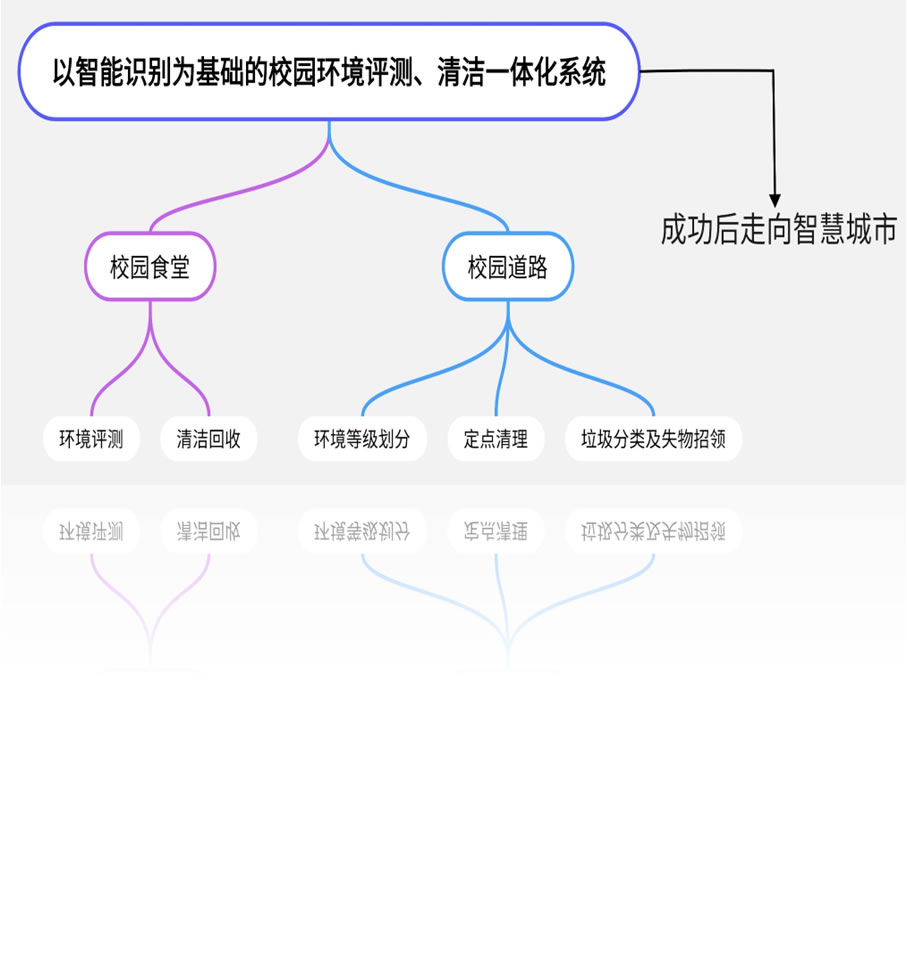 以智能识别为基础的校园环境评测、清洁一体化系统
成功后走向智慧城市
校园食堂
校园道路
环境评测
清洁回收
环境等级划分
定点清理
垃圾分类及失物招领